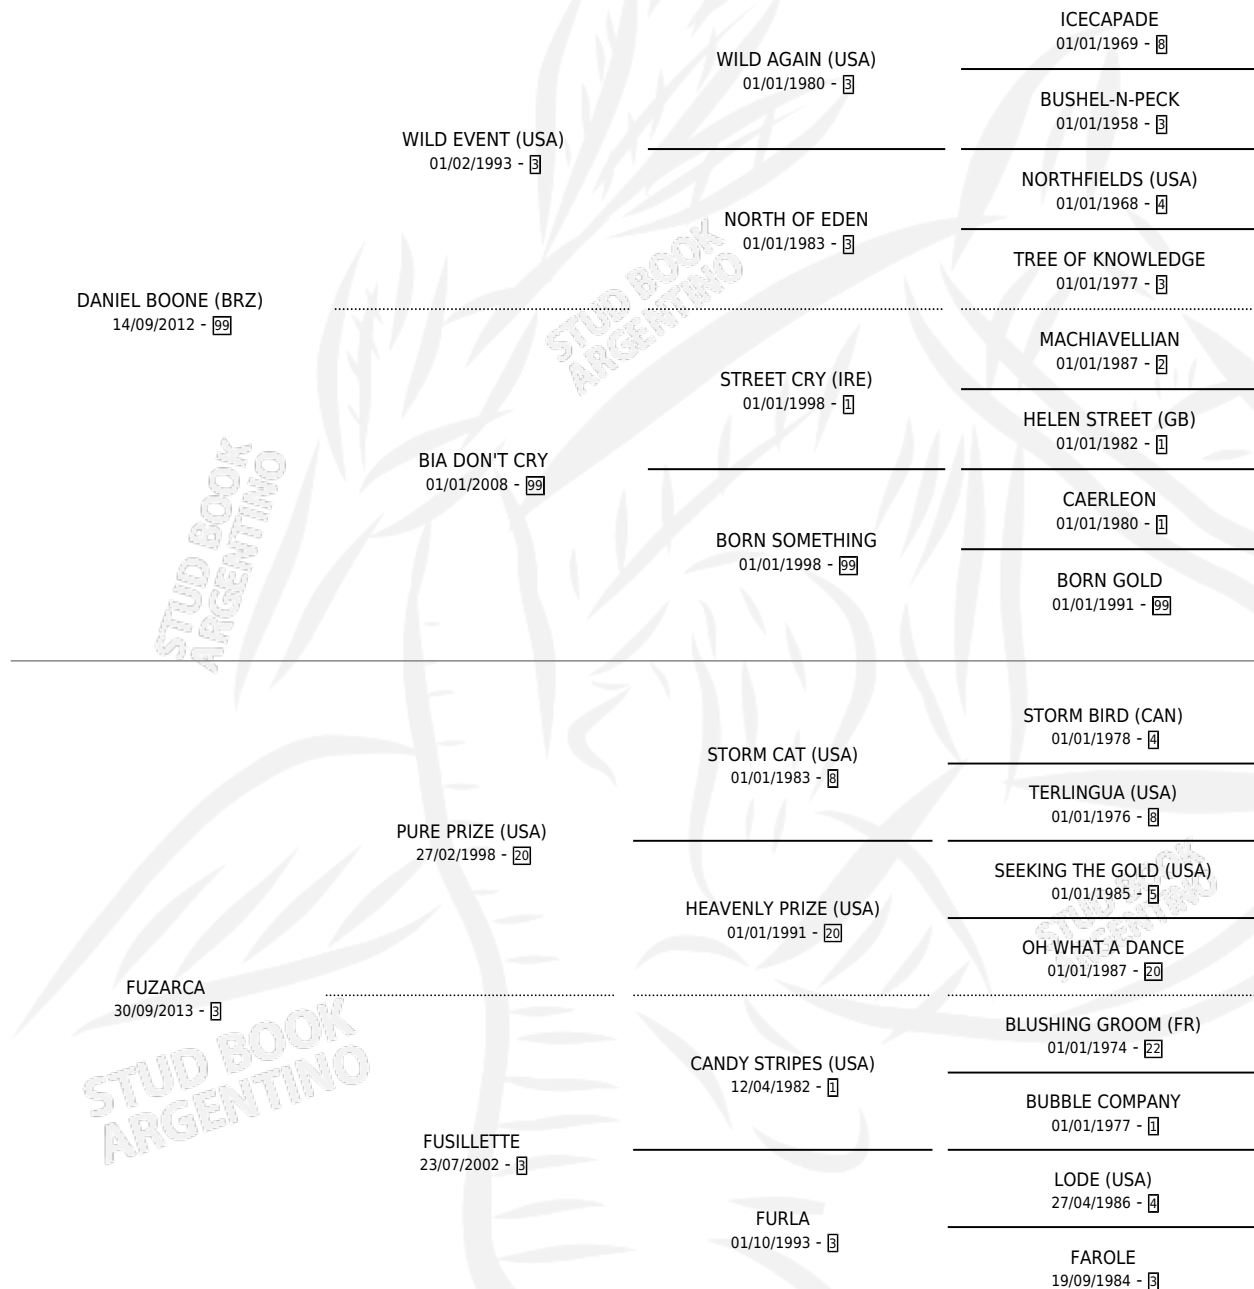 ICECAPADE
01/01/1969 - 8
WILD AGAIN (USA)
01/01/1980 - 3
BUSHEL-N-PECK
01/01/1958 - 3
WILD EVENT (USA)
01/02/1993 - 3
NORTHFIELDS (USA)
01/01/1968 - 4
NORTH OF EDEN
01/01/1983 - 3
TREE OF KNOWLEDGE
01/01/1977 - 3
DANIEL BOONE (BRZ)
14/09/2012 - 99
STUD BOOK
ARGENTINO
MACHIAVELLIAN
01/01/1987 - 2
STREET CRY (IRE)
01/01/1998 - 1
HELEN STREET (GB)
01/01/1982 - 1
BIA DON'T CRY
01/01/2008 - 99
CAERLEON
01/01/1980 - 1
BORN SOMETHING
01/01/1998 - 99
BORN GOLD
01/01/1991 - 99
STUD BOOK
ARGENTINO
STORM BIRD (CAN)
01/01/1978 - 4
STORM CAT (USA)
01/01/1983 - 8
TERLINGUA (USA)
01/01/1976 - 8
PURE PRIZE (USA)
27/02/1998 - 20
SEEKING THE GOLD (USA)
01/01/1985 - 5
HEAVENLY PRIZE (USA)
01/01/1991 - 20
STUD BOOK
ARGENTINO
OH WHAT A DANCE
01/01/1987 - 20
FUZARCA
30/09/2013 - 3
BLUSHING GROOM (FR)
01/01/1974 - 22
STUD BOOK
ARGENTINO
CANDY STRIPES (USA)
12/04/1982 - 1
BUBBLE COMPANY
01/01/1977 - 1
FUSILLETTE
23/07/2002 - 3
LODE (USA)
27/04/1986 - 4
FURLA
01/10/1993 - 3
FAROLE
19/09/1984 - 3